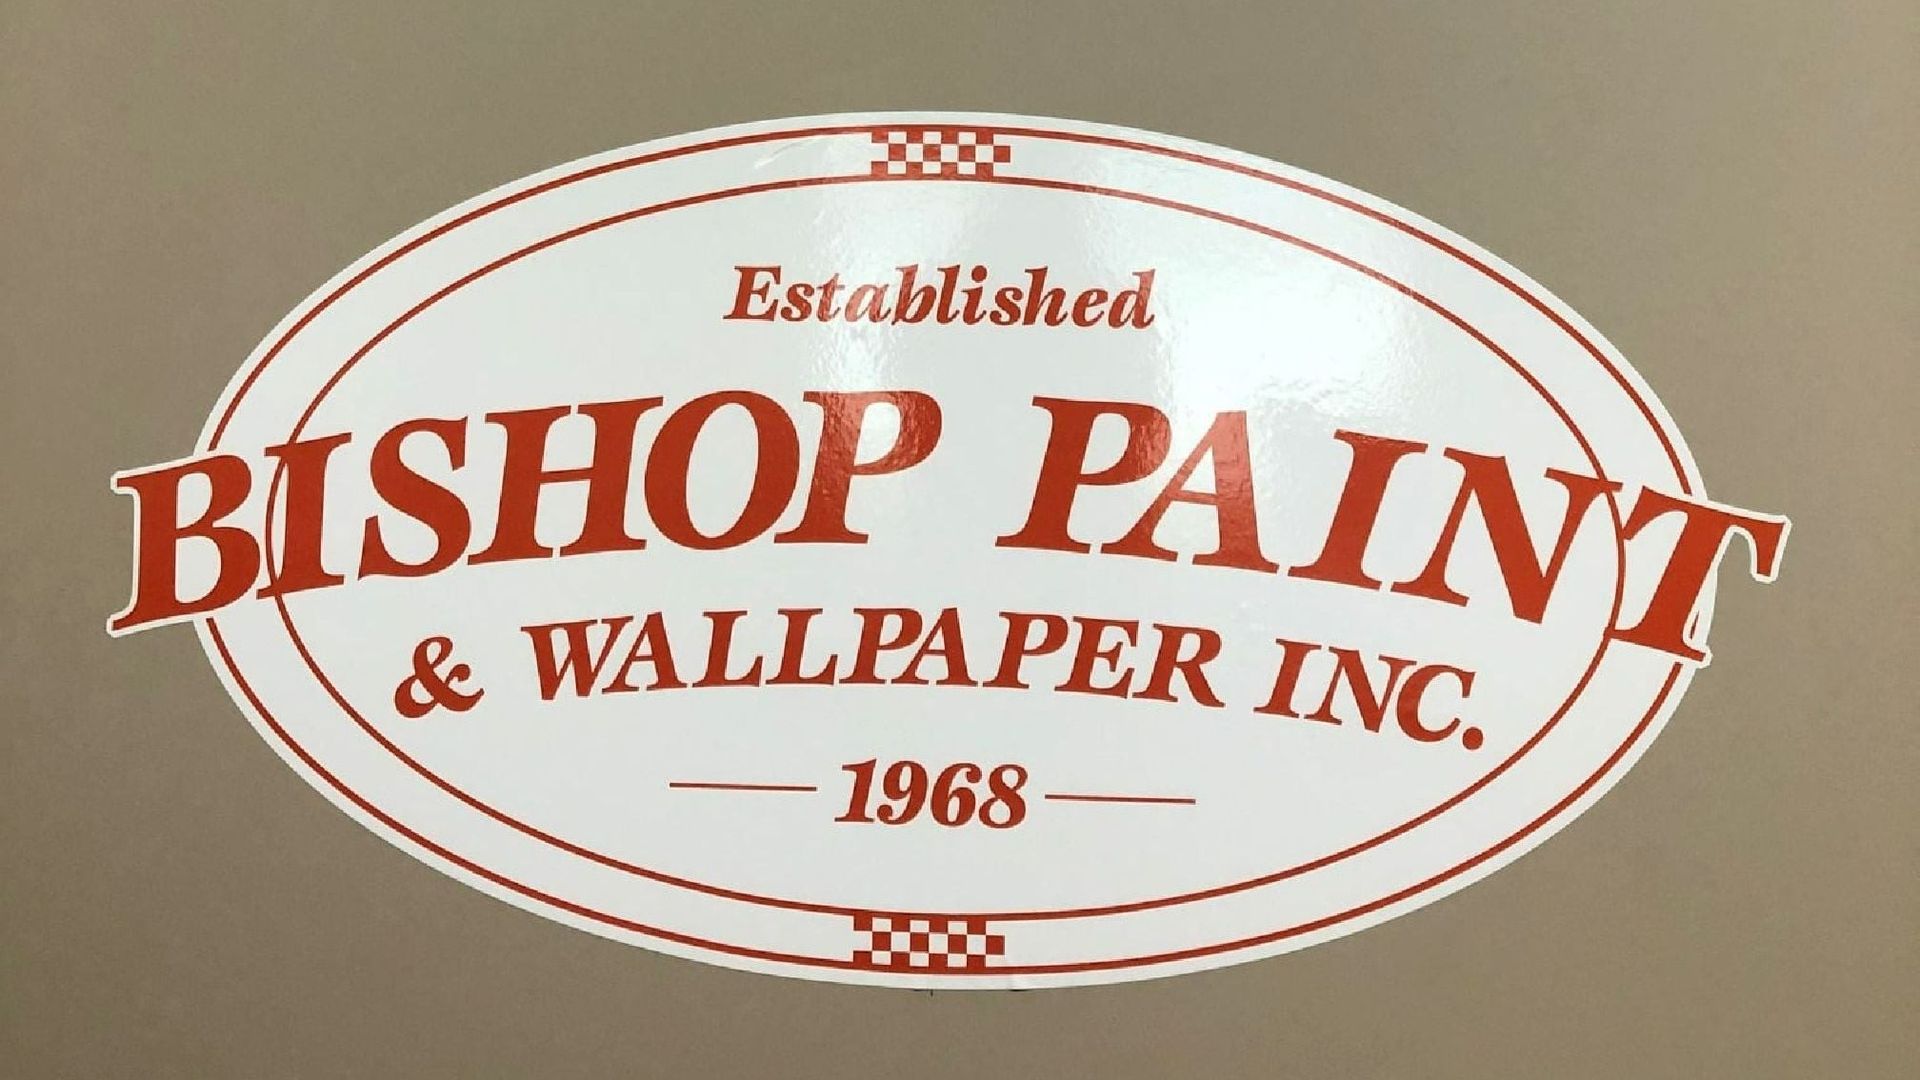 Established
BISHOP PAINT
& WALLPAPER INC.
1968